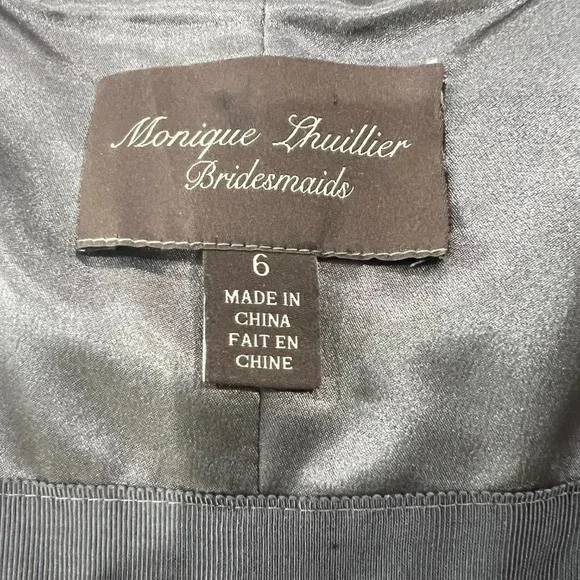 Monique Lhuillier
Bridesmaids
6
MADE IN
CHINA
FAIT EN
CHINE